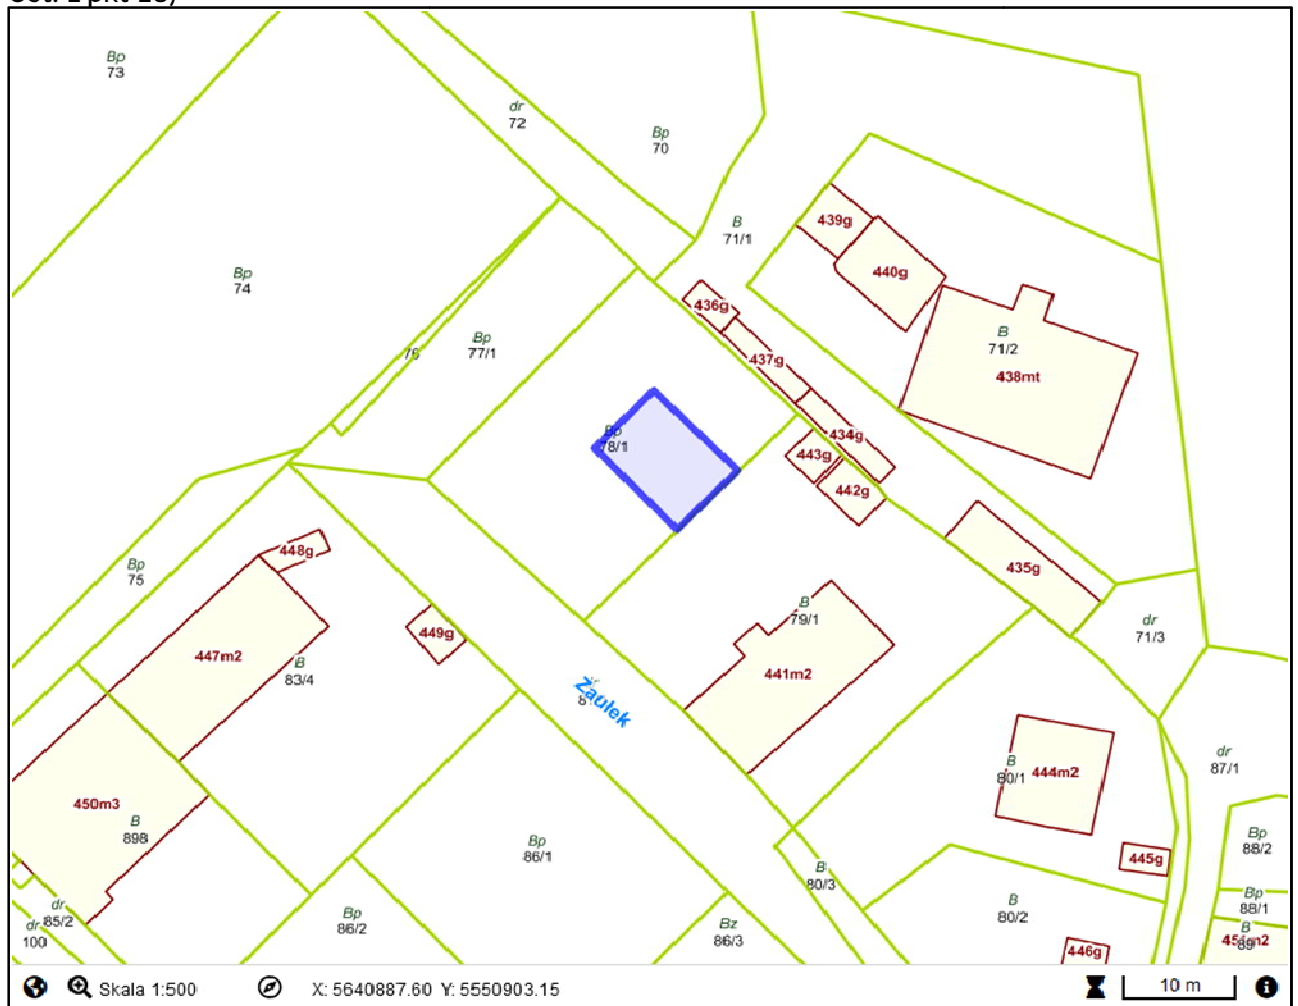 Bp
73
dr
72
Bp
70
B
71/1
439g
440g
Bp
74
436g
B
71/2
438mt
Bp
77/1
76
437g
Bp
78/1
434g
443g
442g
448g
435g
Bp
75
449g
B
79/1
dr
71/3
447m2
B
83/4
441m2
Zaułek
B
80/1
444m2
dr
87/1
450m3
B
898
Bp
86/1
445g
Bp
88/2
B
80/3
Bp
88/1
B
80/2
dr
85/2
Bp
86/2
Bz
86/3
dr
100
B
89
446g
Skala 1:500
X: 5640887.60 Y: 5550903.15
10 m